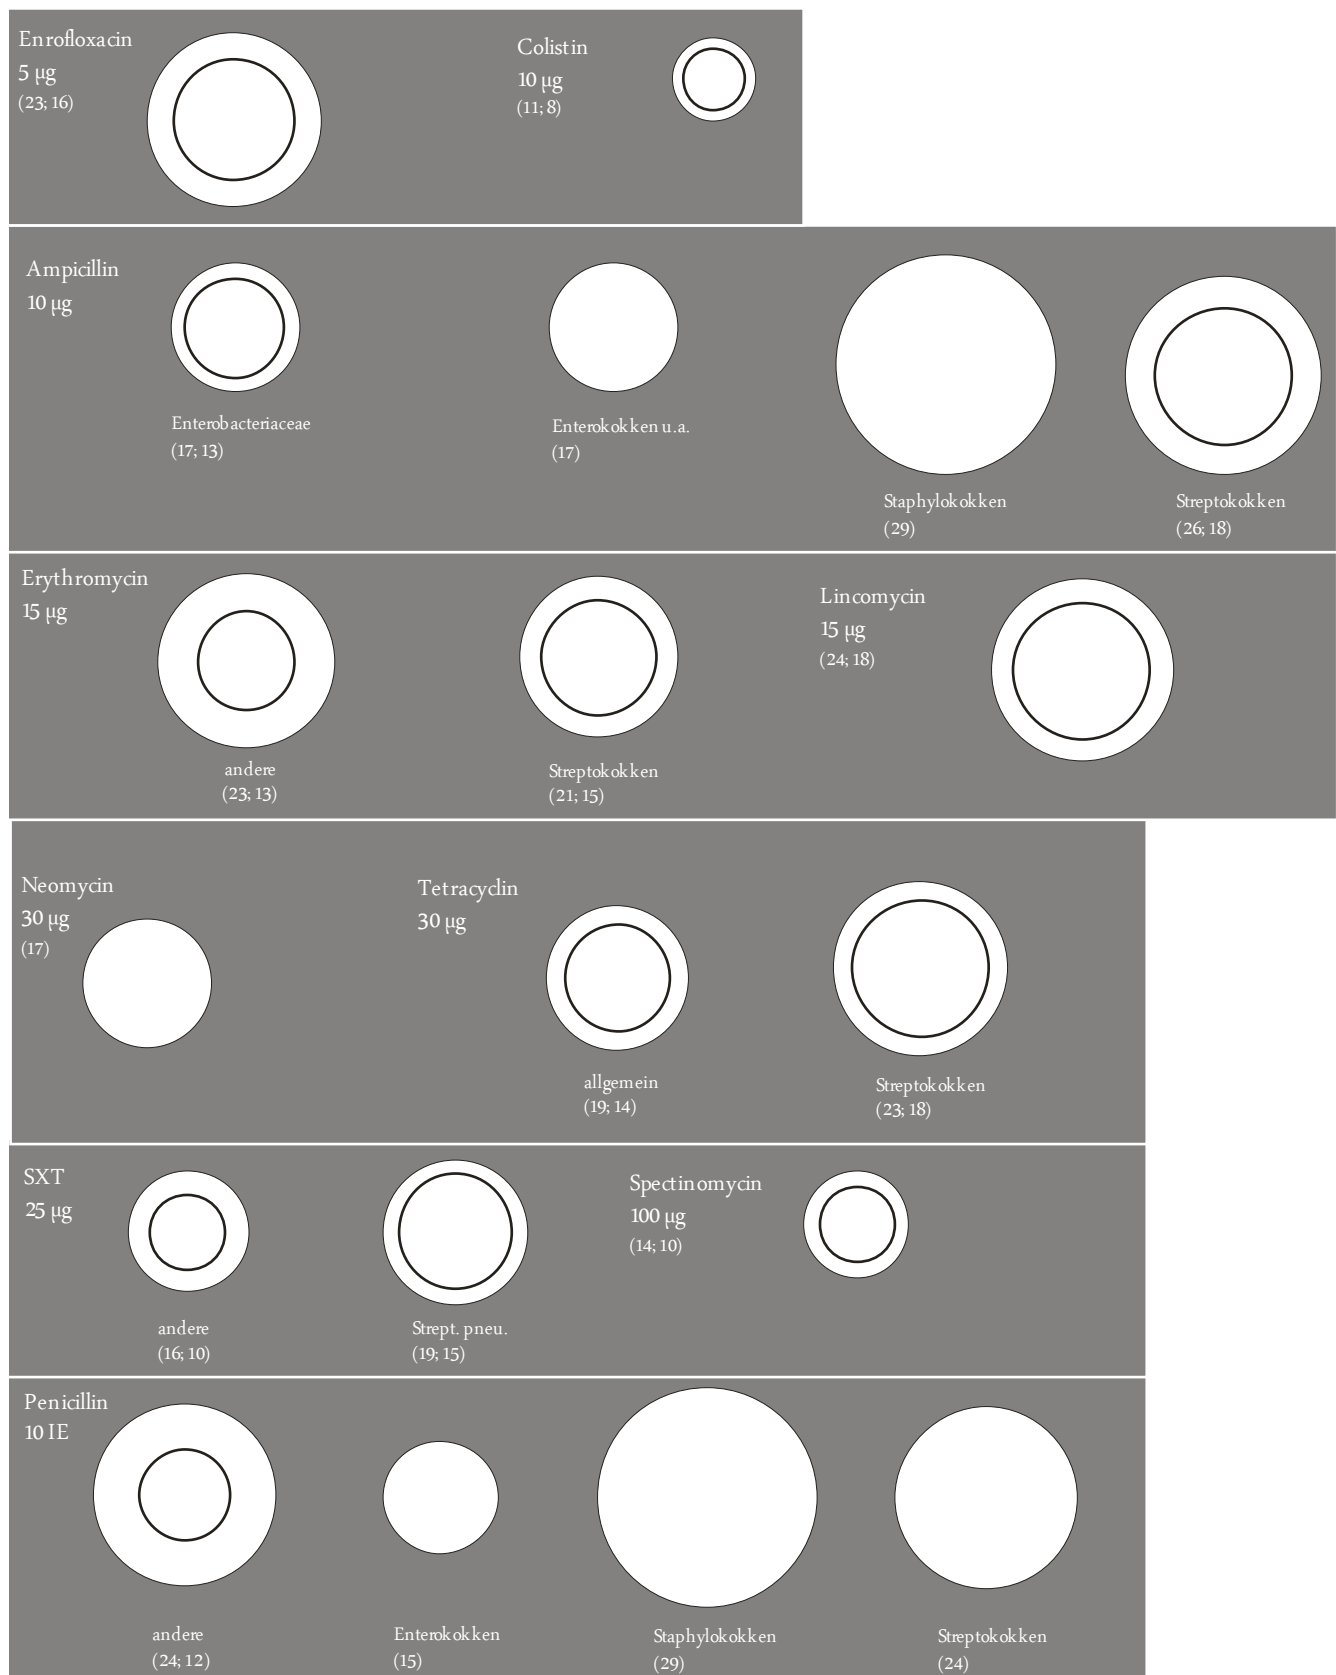 Enrofloxacin
5 µg
(23; 16)
Colistin
10 µg
(11; 8)
Ampicillin
10 µg
Enterobacteriaceae
(17; 13)
Enterokokken u.a.
(17)
Staphylokokken
(29)
Streptokokken
(26; 18)
Erythromycin
15 µg
andere
(23; 13)
Streptokokken
(21; 15)
Lincomycin
15 µg
(24; 18)
Neomycin
30 µg
(17)
Tetracyclin
30 µg
allgemein
(19; 14)
Streptokokken
(23; 18)
SXT
25 µg
andere
(16; 10)
Strept. pneu.
(19; 15)
Spectinomycin
100 µg
(14; 10)
Penicillin
10 IE
andere
(24; 12)
Enterokokken
(15)
Staphylokokken
(29)
Streptokokken
(24)